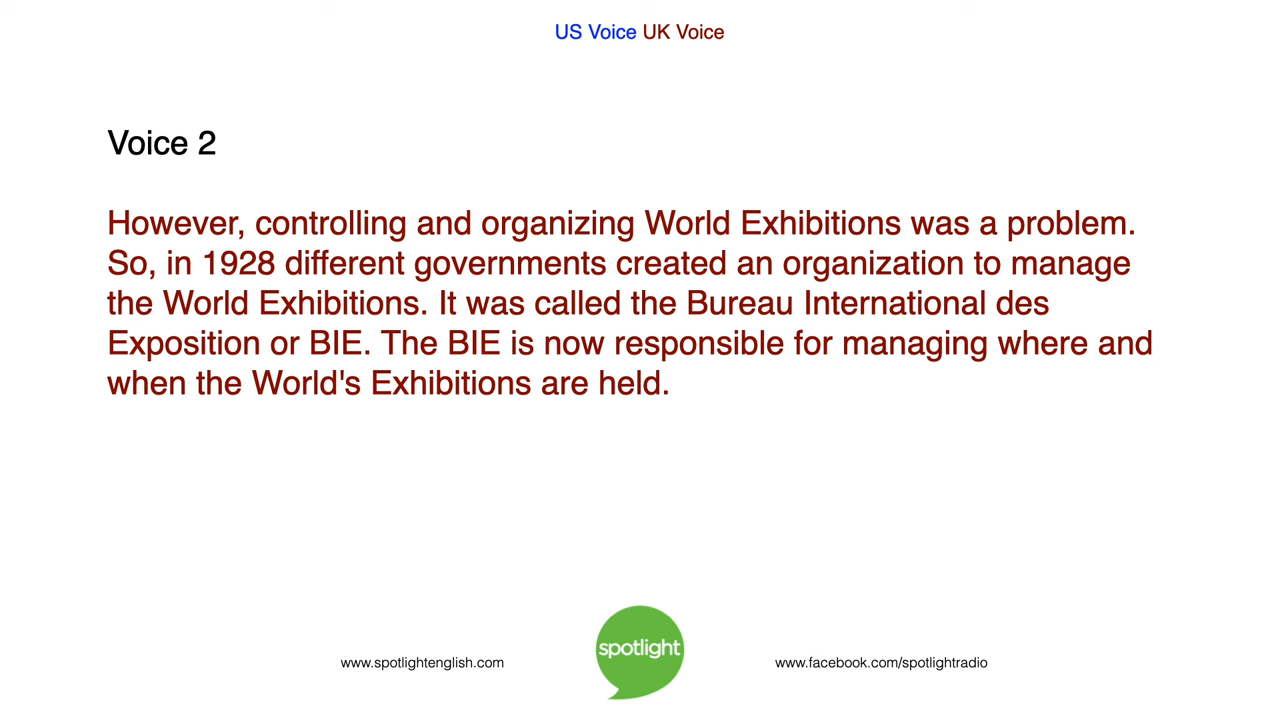 US Voice UK Voice
Voice 2
However, controlling and organizing World Exhibitions was a problem.
So, in 1928 different governments created an organization to manage
the World Exhibitions. It was called the Bureau International des
Exposition or BIE. The BIE is now responsible for managing where and
when the World's Exhibitions are held.
www.spotlightenglish.com
spotlight
www.facebook.com/spotlightradio